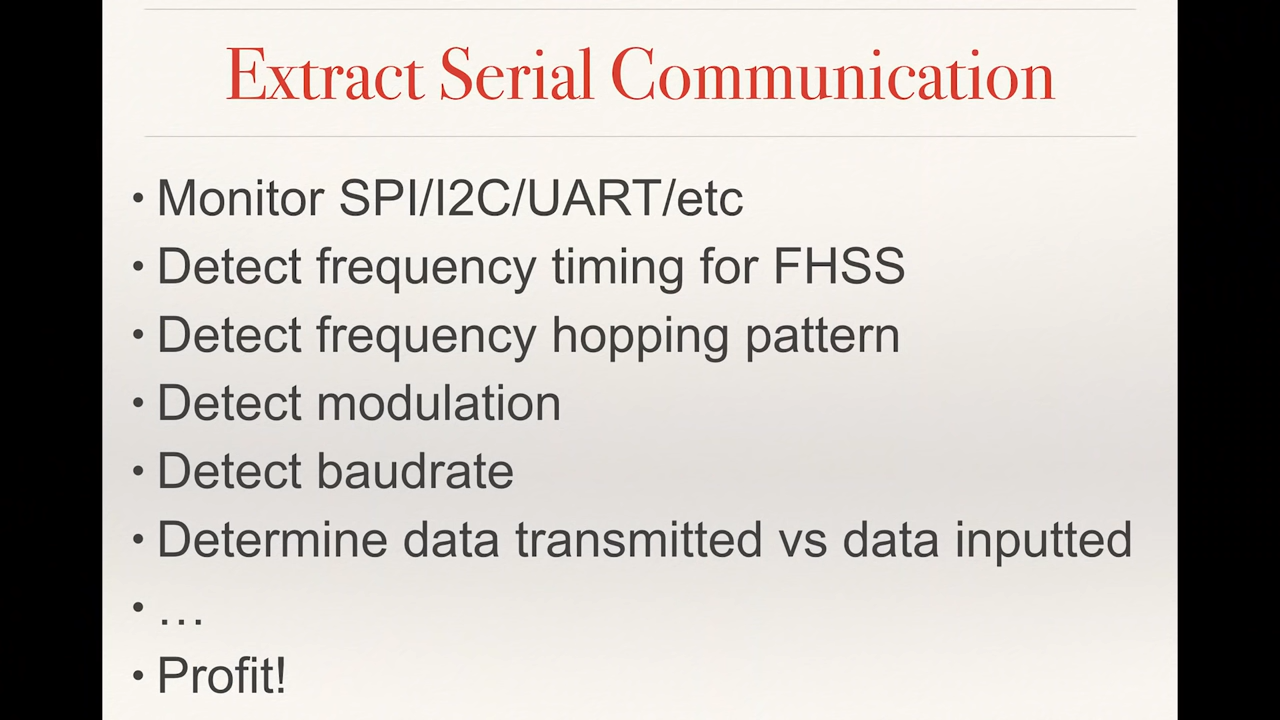 Extract Serial Communication
• Monitor SPI/I2C/UART/etc
• Detect frequency timing for FHSS
• Detect frequency hopping pattern
• Detect modulation
• Detect baudrate
• Determine data transmitted vs data inputted
• …
• Profit!